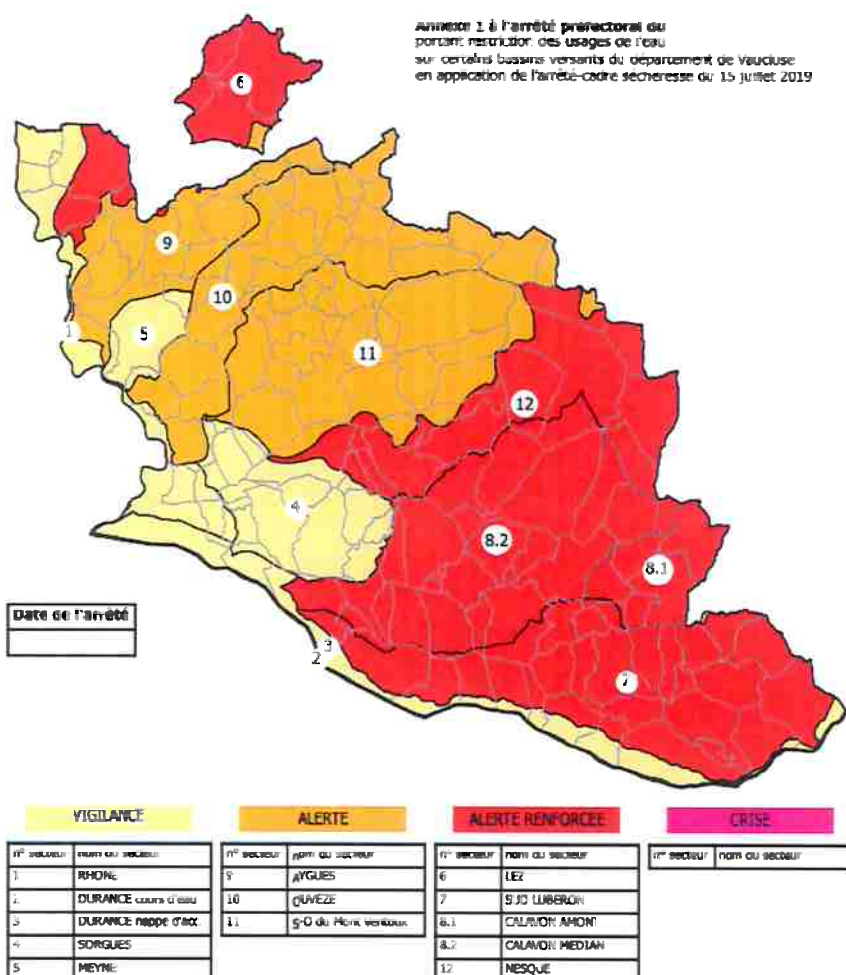 Annexe 1 à l'arrêté préfectoral du
portant restriction des usages de l'eau
sur certains bassins versants du département de Vaucluse
en application de l'arrêté-cadre sécheresse du 15 juillet 2019
6
9
10
1
5
11
12
4
8.2
8.1
Date de l'arrêté
3
2
7
VIGILANCE
n° secteur nom du secteur
1 RHONE
2 DURANCE cours d'eau
3 DURANCE nappe d'acc.
4 SORGUES
5 MEYNE
ALERTE
n° secteur nom du secteur
9 AYGUES
10 OUVEZE
11 S-O du Mont Ventoux
ALERTE RENFORCEE
n° secteur nom du secteur
6 LEZ
7 SUD LUBERON
8.1 CALAVON AMONT
8.2 CALAVON MEDIAN
12 NESQUE
CRISE
n° secteur nom du secteur